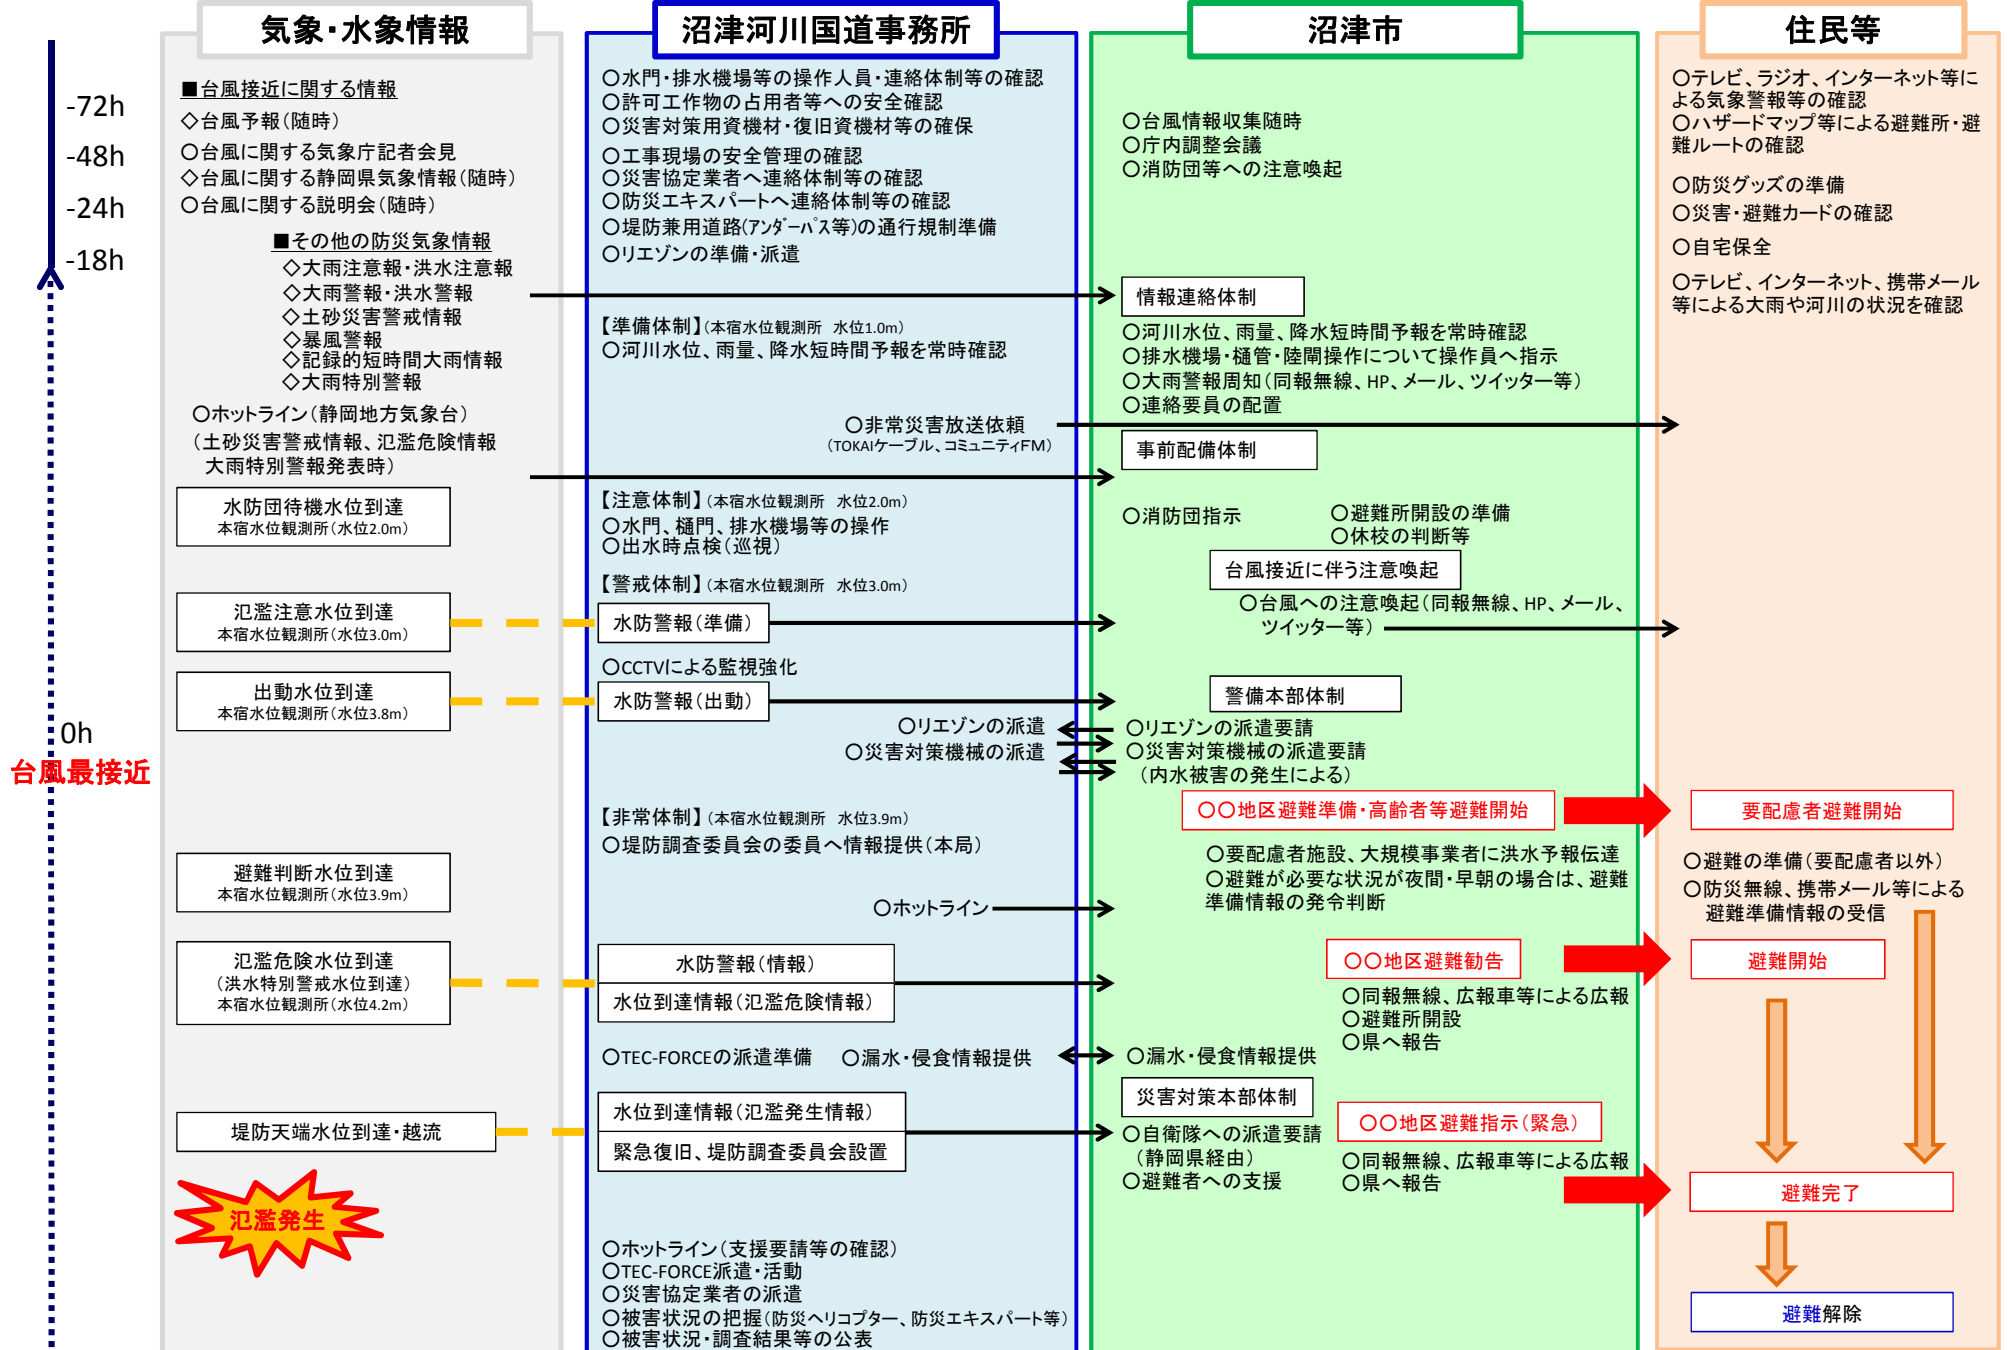 気象・水象情報
沼津河川国道事務所
沼津市
住民等
-72h
-48h
-24h
-18h
0h
台風最接近
■台風接近に関する情報
◇台風予報(随時)
○台風に関する気象庁記者会見
◇台風に関する静岡県気象情報(随時)
○台風に関する説明会(随時)
■その他の防災気象情報
◇大雨注意報・洪水注意報
◇大雨警報・洪水警報
◇土砂災害警戒情報
◇暴風警報
◇記録的短時間大雨情報
◇大雨特別警報
○ホットライン(静岡地方気象台)
(土砂災害警戒情報、氾濫危険情報
大雨特別警報発表時)
水防団待機水位到達
本宿水位観測所(水位2.0m)
氾濫注意水位到達
本宿水位観測所(水位3.0m)
出動水位到達
本宿水位観測所(水位3.8m)
避難判断水位到達
本宿水位観測所(水位3.9m)
氾濫危険水位到達
(洪水特別警戒水位到達)
本宿水位観測所(水位4.2m)
堤防天端水位到達・越流
氾濫発生
○水門・排水機場等の操作人員・連絡体制等の確認
○許可工作物の占用者等への安全確認
○災害対策用資機材・復旧資機材等の確保
○工事現場の安全管理の確認
○災害協定業者へ連絡体制等の確認
○防災エキスパートへ連絡体制等の確認
○堤防兼用道路(アンダーパス等)の通行規制準備
○リエゾンの準備・派遣
【準備体制】(本宿水位観測所 水位1.0m)
○河川水位、雨量、降水短時間予報を常時確認
○非常災害放送依頼
(TOKAIケーブル、コミュニティFM)
【注意体制】(本宿水位観測所 水位2.0m)
○水門、樋門、排水機場等の操作
○出水時点検(巡視)
【警戒体制】(本宿水位観測所 水位3.0m)
水防警報(準備)
○CCTVによる監視強化
水防警報(出動)
○リエゾンの派遣
○災害対策機械の派遣
【非常体制】(本宿水位観測所 水位3.9m)
○堤防調査委員会の委員へ情報提供(本局)
○ホットライン
水防警報(情報)
水位到達情報(氾濫危険情報)
○TEC-FORCEの派遣準備
○漏水・侵食情報提供
水位到達情報(氾濫発生情報)
緊急復旧、堤防調査委員会設置
○ホットライン(支援要請等の確認)
○TEC-FORCE派遣・活動
○災害協定業者の派遣
○被害状況の把握(防災ヘリコプター、防災エキスパート等)
○被害状況・調査結果等の公表
○台風情報収集随時
○庁内調整会議
○消防団等への注意喚起
情報連絡体制
○河川水位、雨量、降水短時間予報を常時確認
○排水機場・樋管・陸閘操作について操作員へ指示
○大雨警報周知(同報無線、HP、メール、ツイッター等)
○連絡要員の配置
事前配備体制
○消防団指示
○避難所開設の準備
○休校の判断等
台風接近に伴う注意喚起
○台風への注意喚起(同報無線、HP、メール、
ツイッター等)
警備本部体制
○リエゾンの派遣要請
○災害対策機械の派遣要請
(内水被害の発生による)
○○地区避難準備・高齢者等避難開始
○要配慮者施設、大規模事業者に洪水予報伝達
○避難が必要な状況が夜間・早朝の場合は、避難
準備情報の発令判断
○○地区避難勧告
○同報無線、広報車等による広報
○避難所開設
○県へ報告
○漏水・侵食情報提供
災害対策本部体制
○自衛隊への派遣要請
(静岡県経由)
○避難者への支援
○○地区避難指示(緊急)
○同報無線、広報車等による広報
○県へ報告
○テレビ、ラジオ、インターネット等に
よる気象警報等の確認
○ハザードマップ等による避難所・避
難ルートの確認
○防災グッズの準備
○災害・避難カードの確認
○自宅保全
○テレビ、インターネット、携帯メール
等による大雨や河川の状況を確認
要配慮者避難開始
○避難の準備(要配慮者以外)
○防災無線、携帯メール等による
避難準備情報の受信
避難開始
避難完了
避難解除